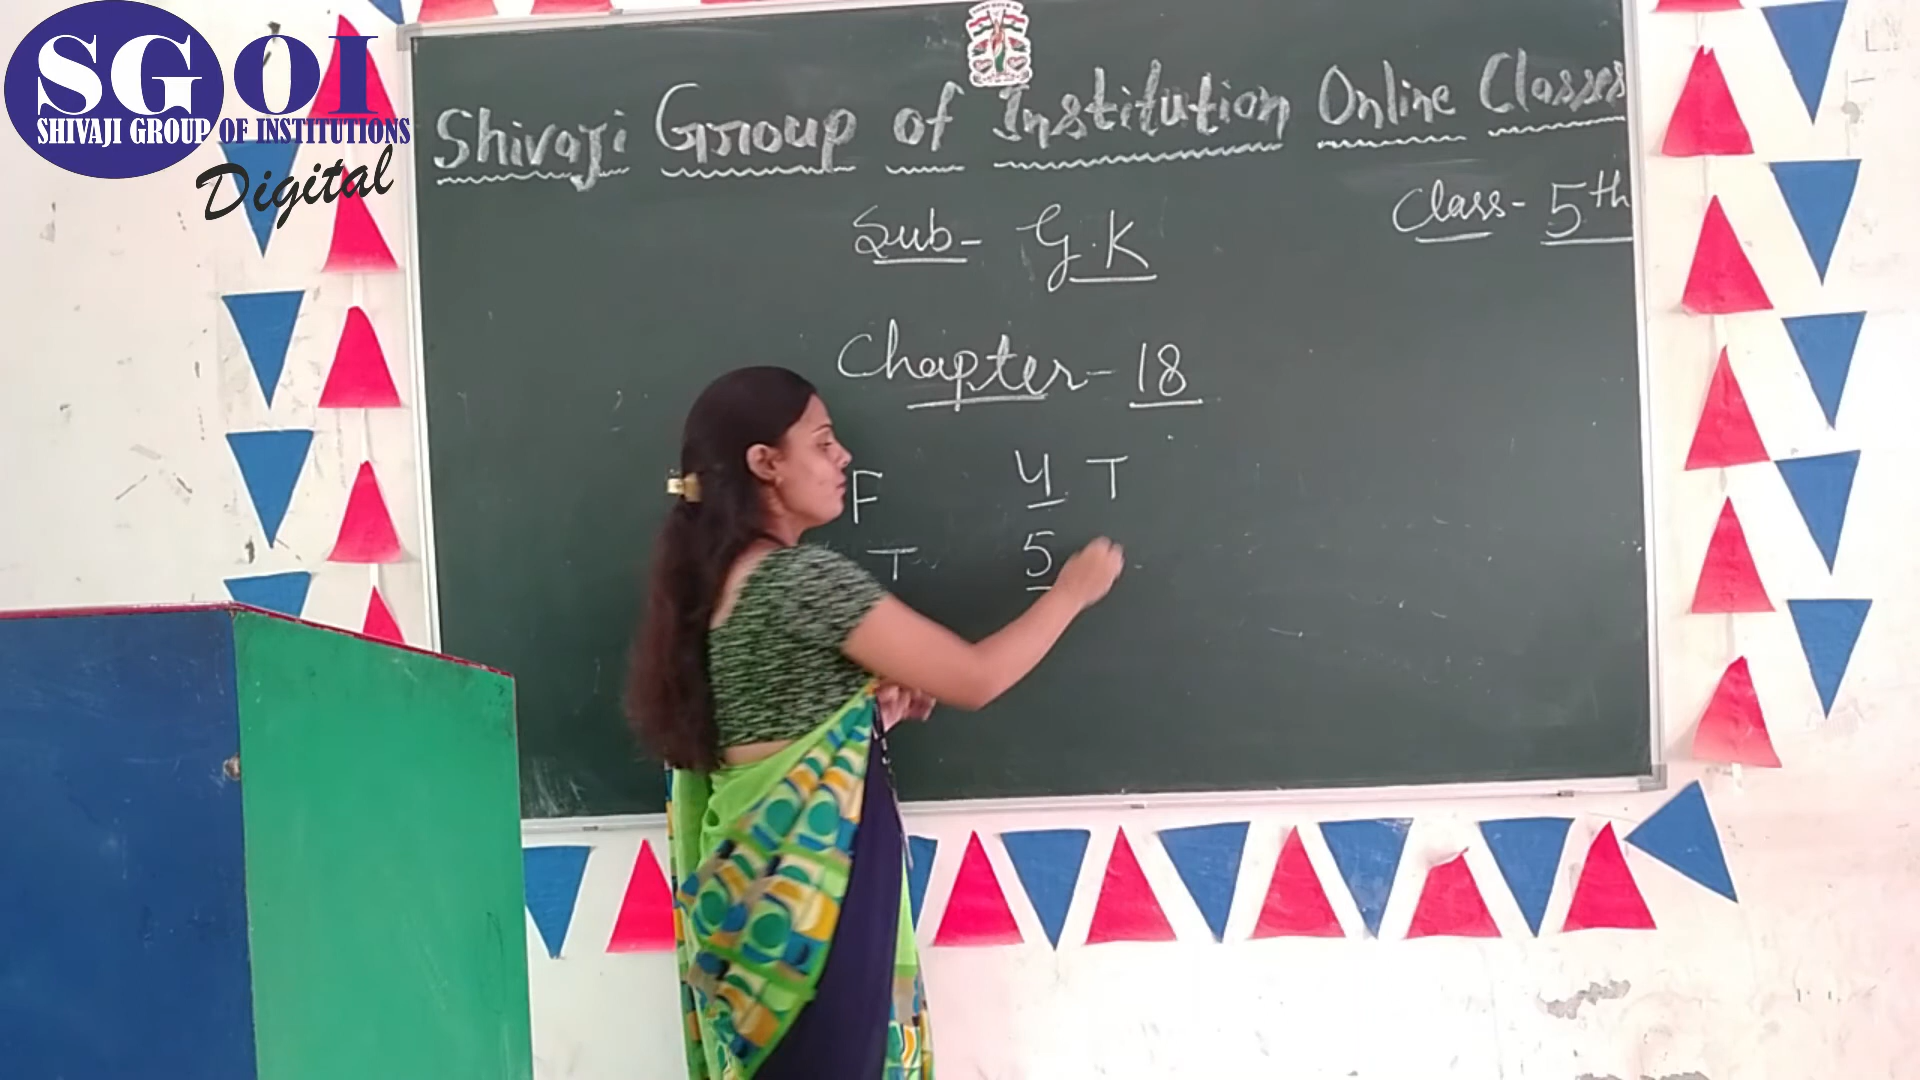 SGOI
SHIVAJI GROUP OF INSTITUTIONS
Digital
Shivaji Group of Institution Online Classes
Class- 5th
Sub- G.K
Chapter- 18
F 4 T
T 5